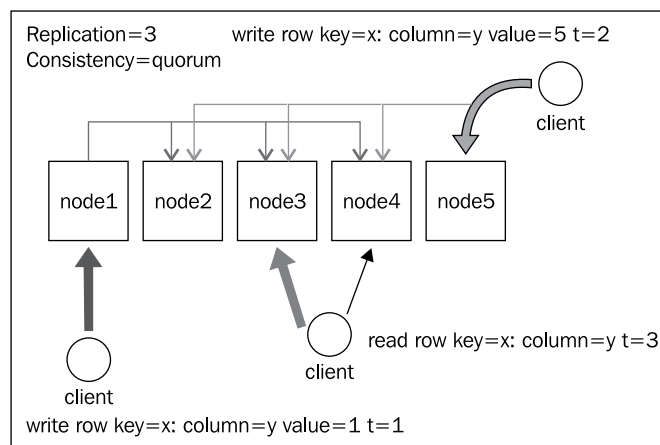 Replication=3
write row key=x: column=y value=5 t=2
Consistency=quorum
client
node1
node2
node3
node4
node5
read row key=x: column=y t=3
client
client
write row key=x: column=y value=1 t=1